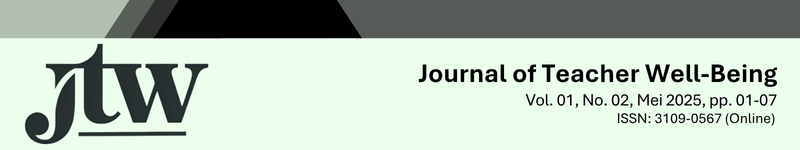 jtw
Journal of Teacher Well-Being
Vol. 01, No. 02, Mei 2025, pp. 01-07
ISSN: 3109-0567 (Online)